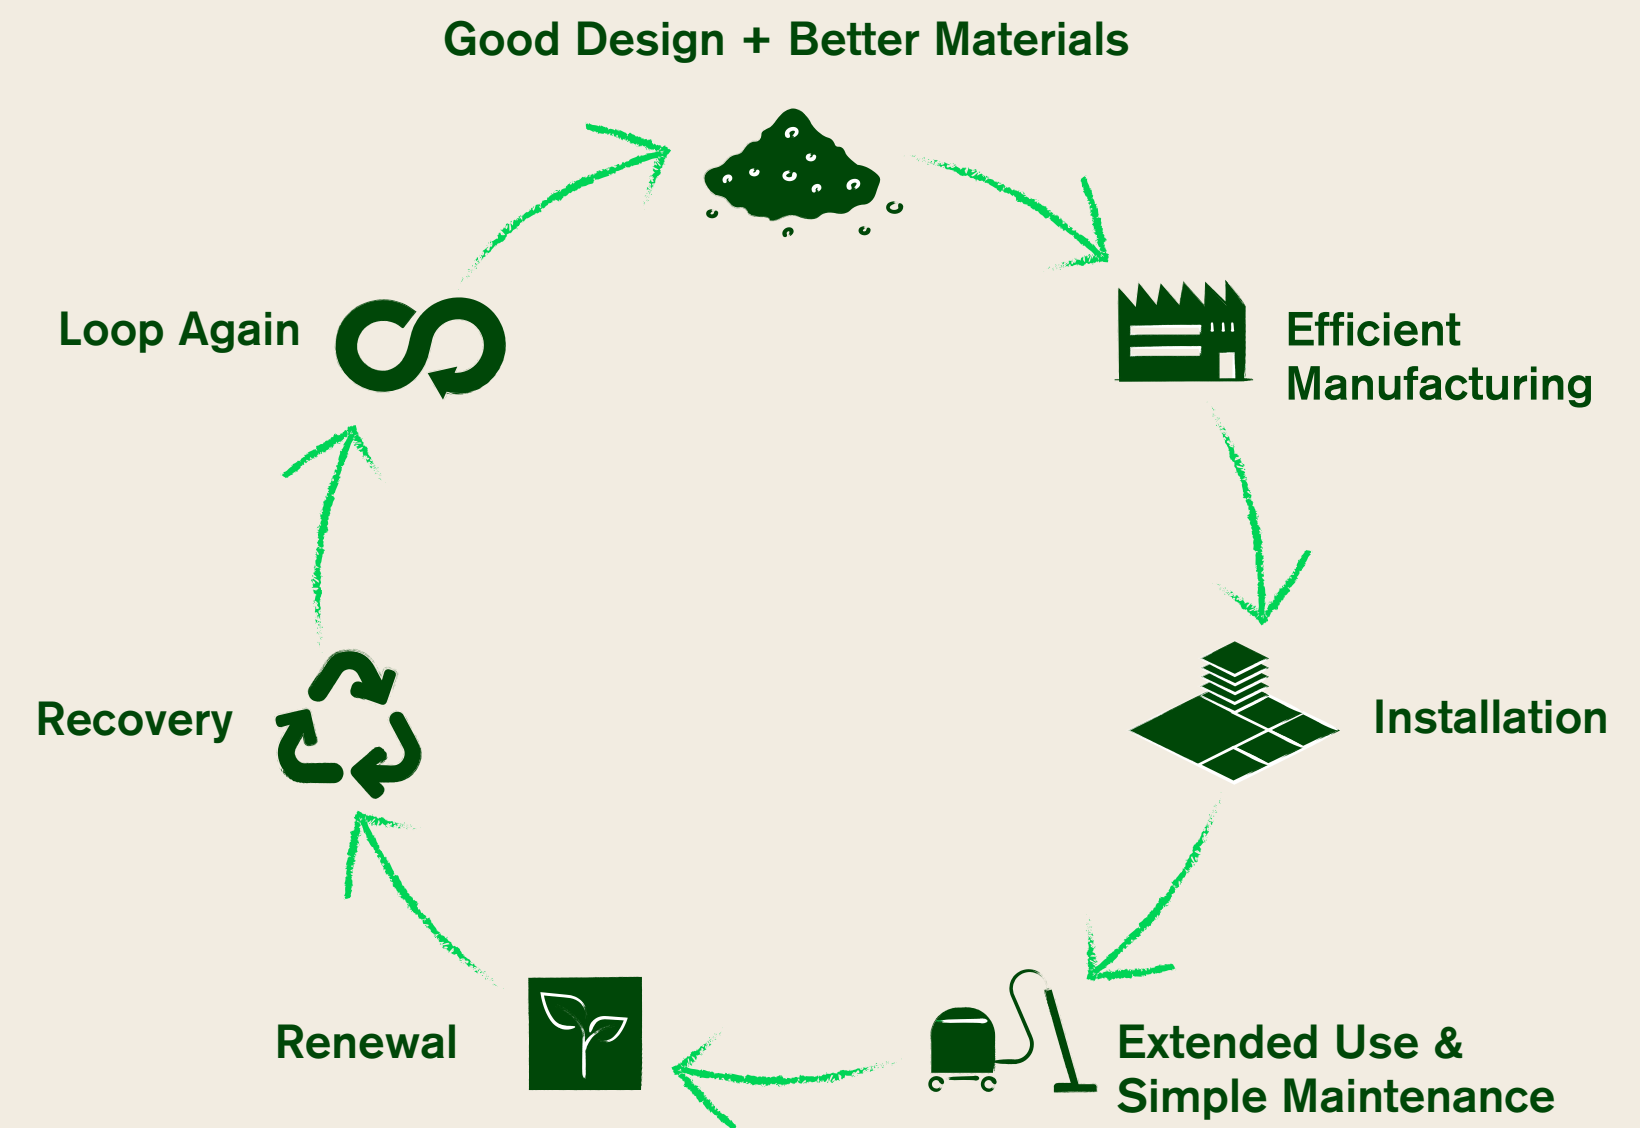 Good Design + Better Materials
Efficient
Manufacturing
Installation
Extended Use &
Simple Maintenance
Renewal
Recovery
Loop Again